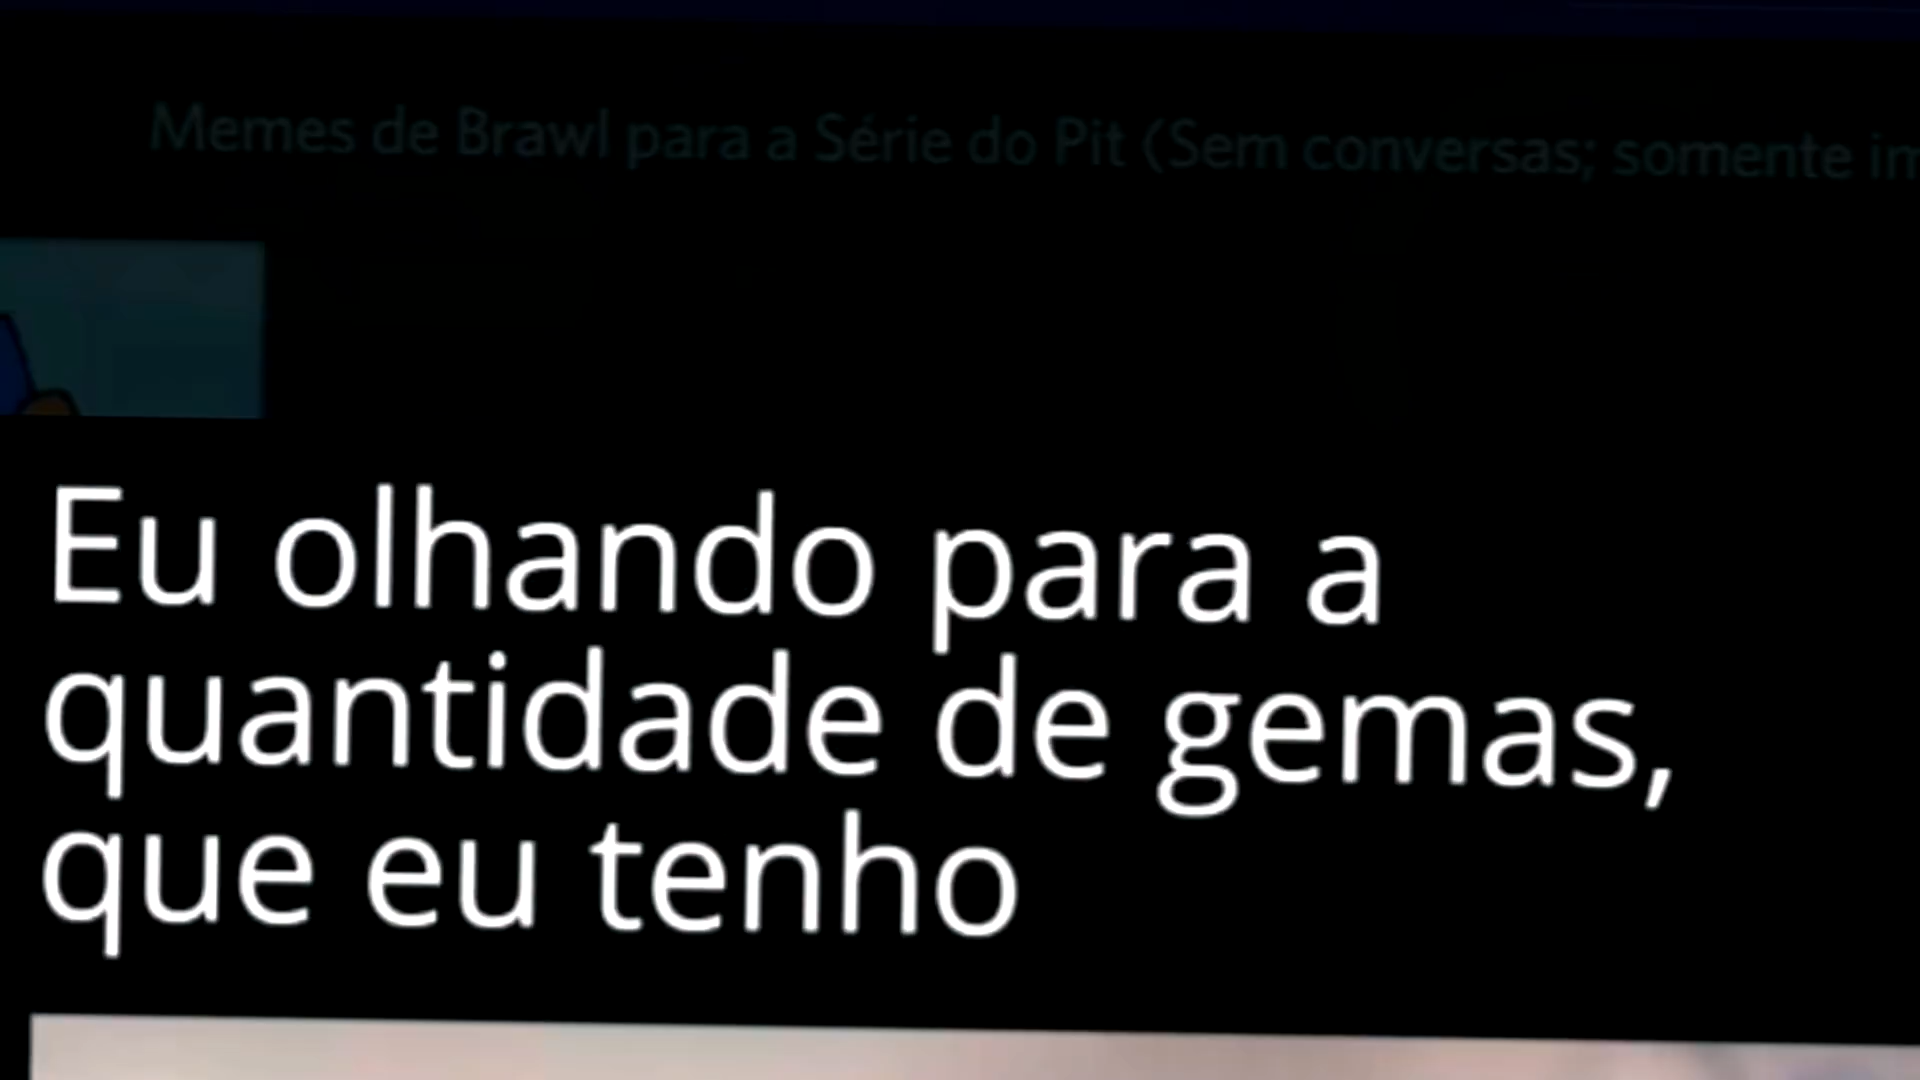 Memes de Brawl para a Série do Pit (Sem conversas; somente
Eu olhando para a
quantidade de gemas,
que eu tenho